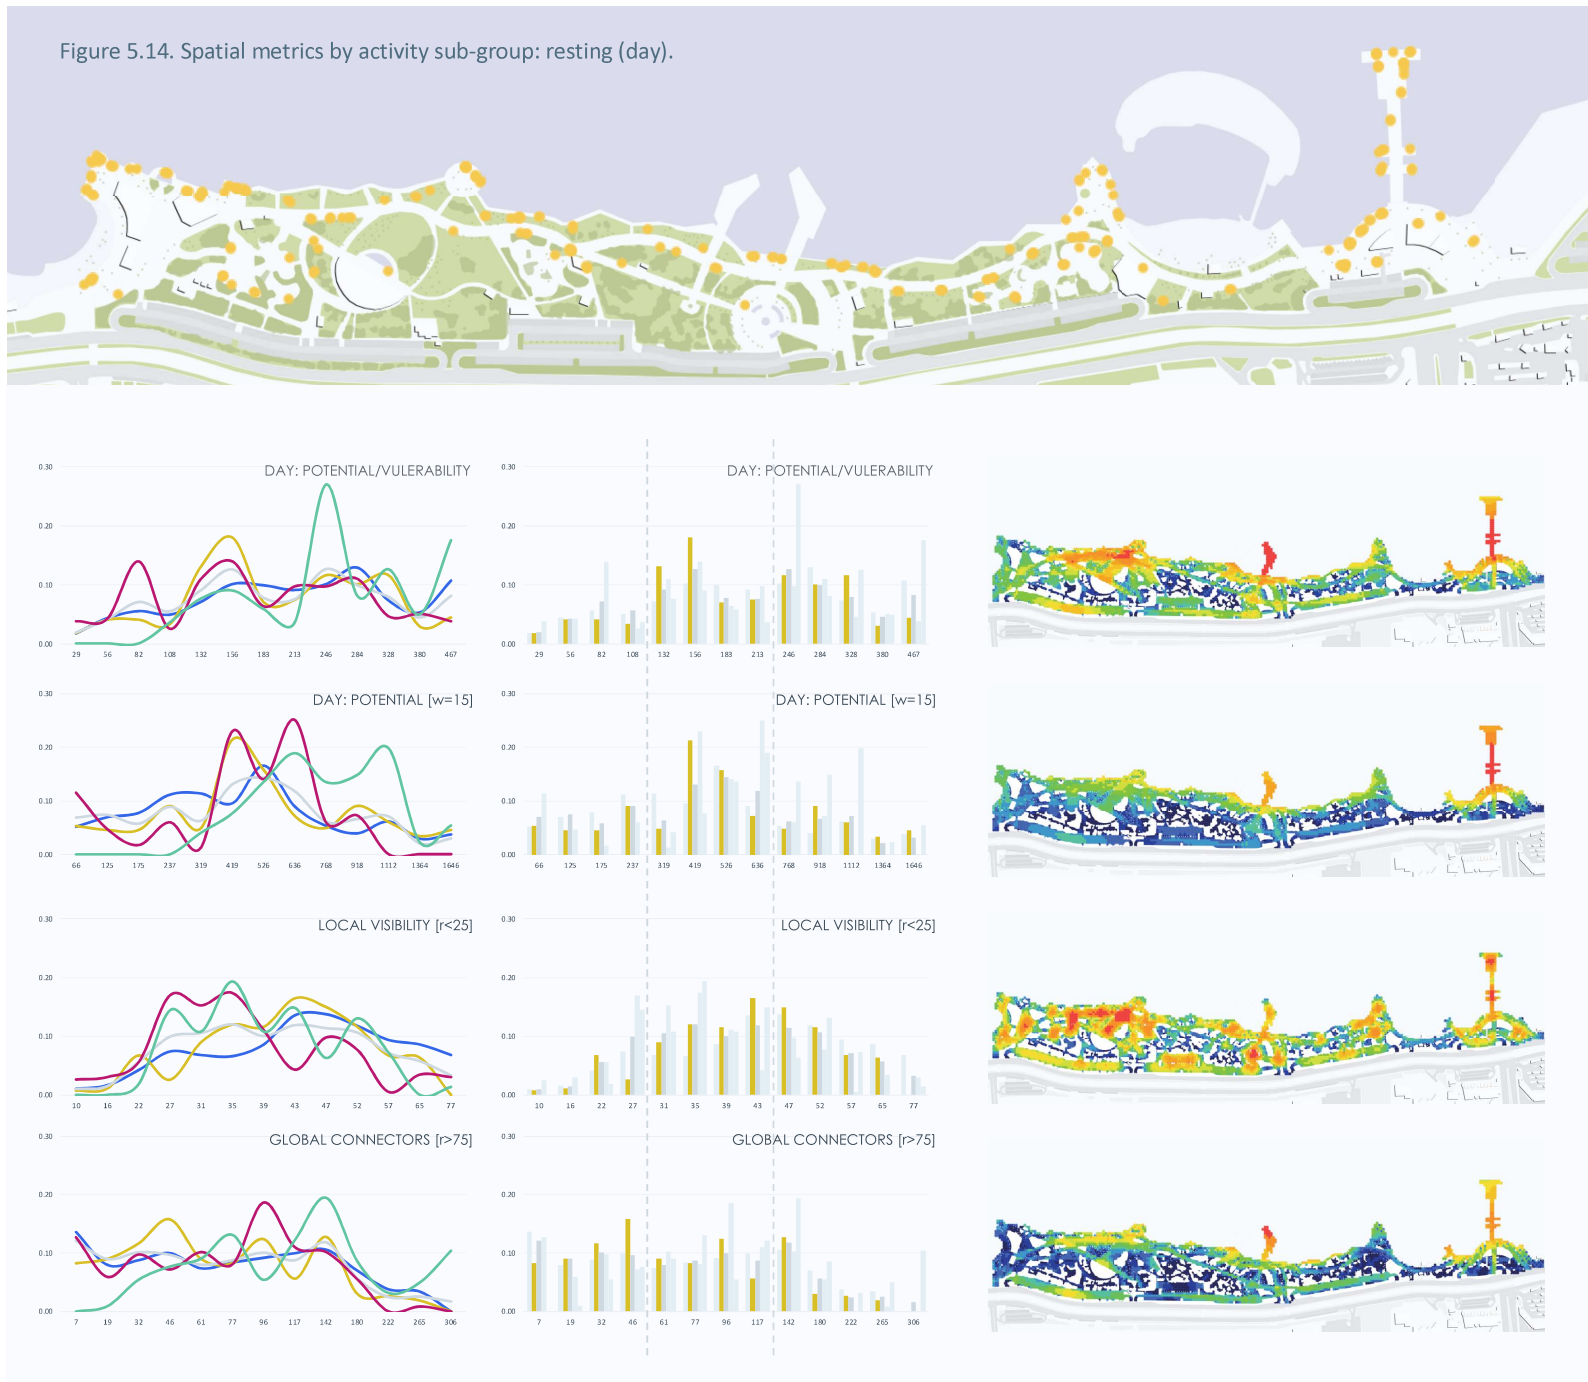 Figure 5.14. Spatial metrics by activity sub-group: resting (day).
DAY: POTENTIAL/VULERABILITY
0.30
0.20
0.10
0.00
29 56 82 108 132 156 183 213 246 284 328 380 467
DAY: POTENTIAL/VULERABILITY
0.30
0.20
0.10
0.00
29 56 82 108 132 156 183 213 246 284 328 380 467
DAY: POTENTIAL [w=15]
0.30
0.20
0.10
0.00
66 125 175 237 319 419 526 636 768 918 1112 1364 1646
DAY: POTENTIAL [w=15]
0.30
0.20
0.10
0.00
66 125 175 237 319 419 526 636 768 918 1112 1364 1646
LOCAL VISIBILITY [r<25]
0.30
0.20
0.10
0.00
10 16 22 27 31 35 39 43 47 52 57 65 77
LOCAL VISIBILITY [r<25]
0.30
0.20
0.10
0.00
10 16 22 27 31 35 39 43 47 52 57 65 77
GLOBAL CONNECTORS [r>75]
0.30
0.20
0.10
0.00
7 19 32 46 61 77 96 117 142 180 222 265 306
GLOBAL CONNECTORS [r>75]
0.30
0.20
0.10
0.00
7 19 32 46 61 77 96 117 142 180 222 265 306